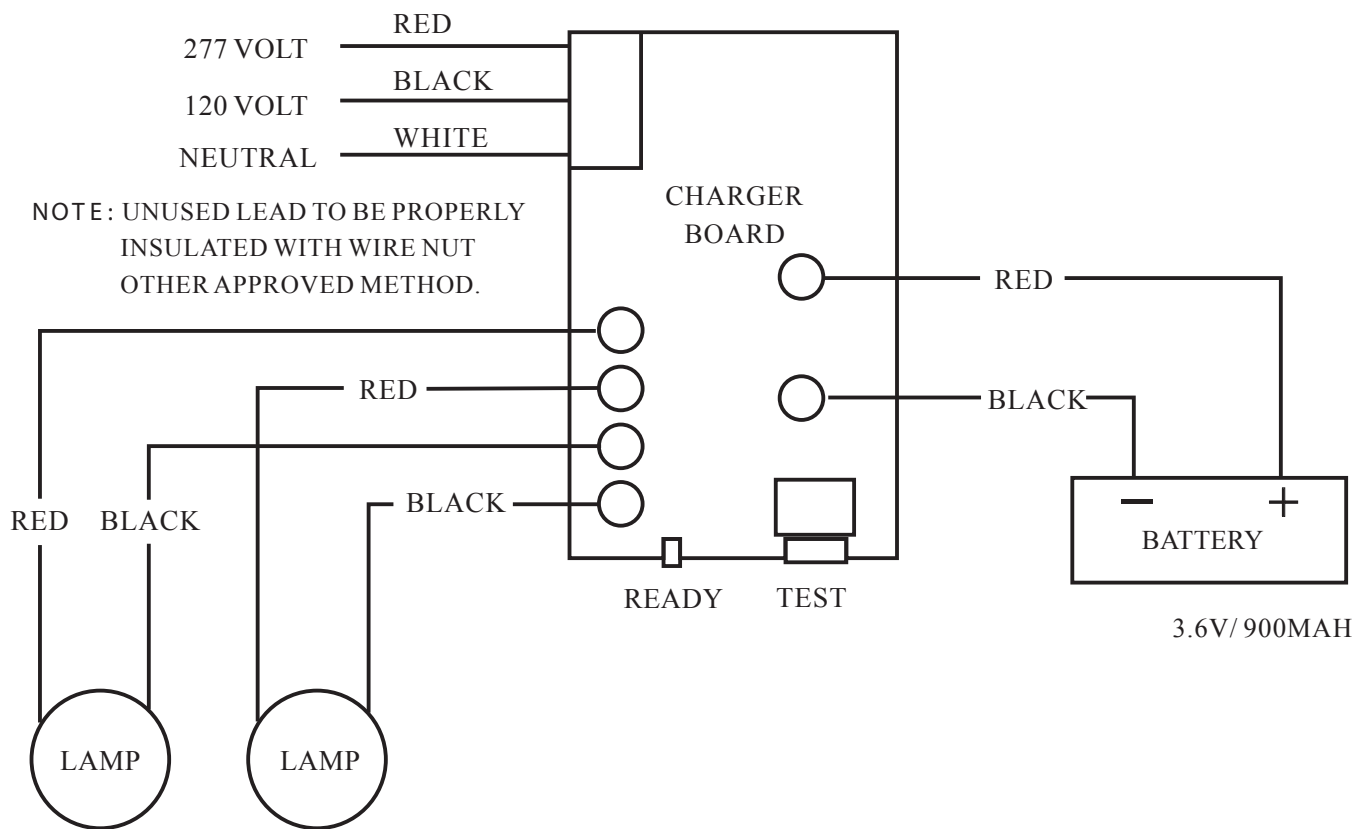 RED
277 VOLT
BLACK
120 VOLT
WHITE
NEUTRAL
NOTE: UNUSED LEAD TO BE PROPERLY
INSULATED WITH WIRE NUT
OTHER APPROVED METHOD.
CHARGER
BOARD
RED
RED
BLACK
BLACK
RED BLACK
READY
TEST
BATTERY
− +
3.6V/ 900MAH
LAMP
LAMP